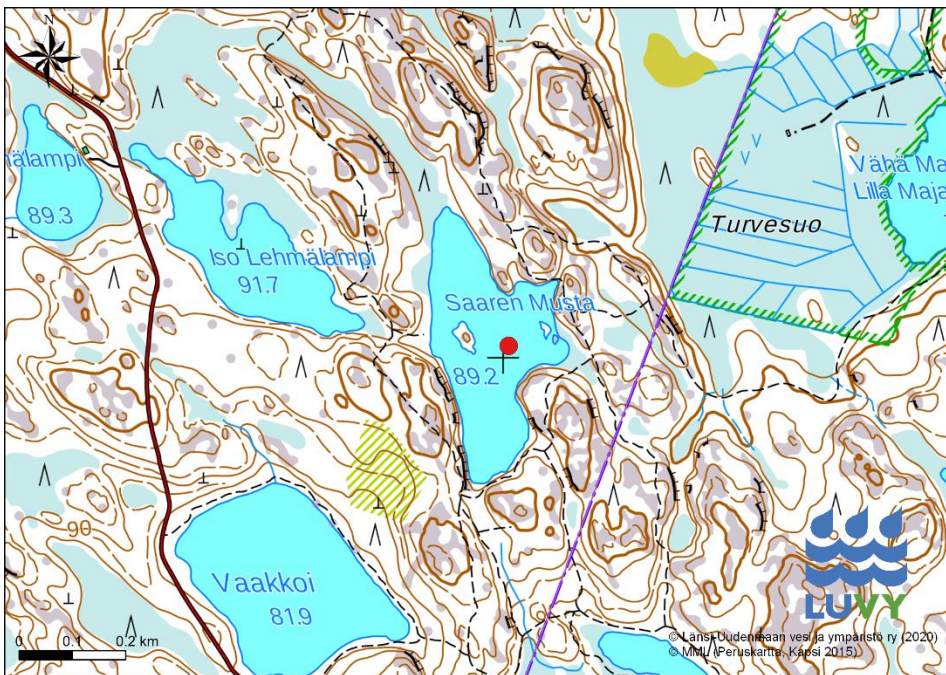 N
Iso Lehmälampi
91.7
89.3
Saaren Musta
89.2
Turvesuo
Vähä Ma
Lilla Maja
90
Vaakkoi
81.9
0 0.1 0.2 km
LUVY
© Länsi-Uudenmaan vesi ja ympäristö ry (2020)
© MML (Peruskartta, Kapsi 2015)